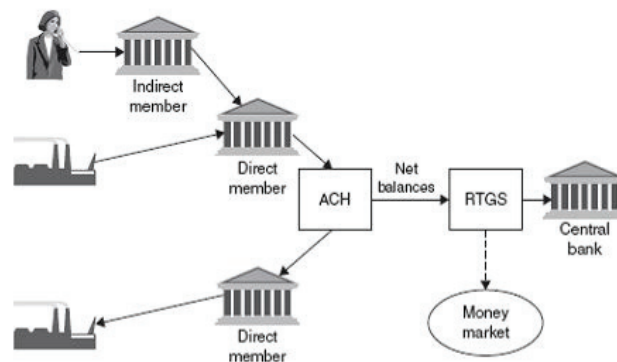 Indirect
member
Direct
member
ACH
Net
balances
RTGS
Central
bank
Direct
member
Money
market